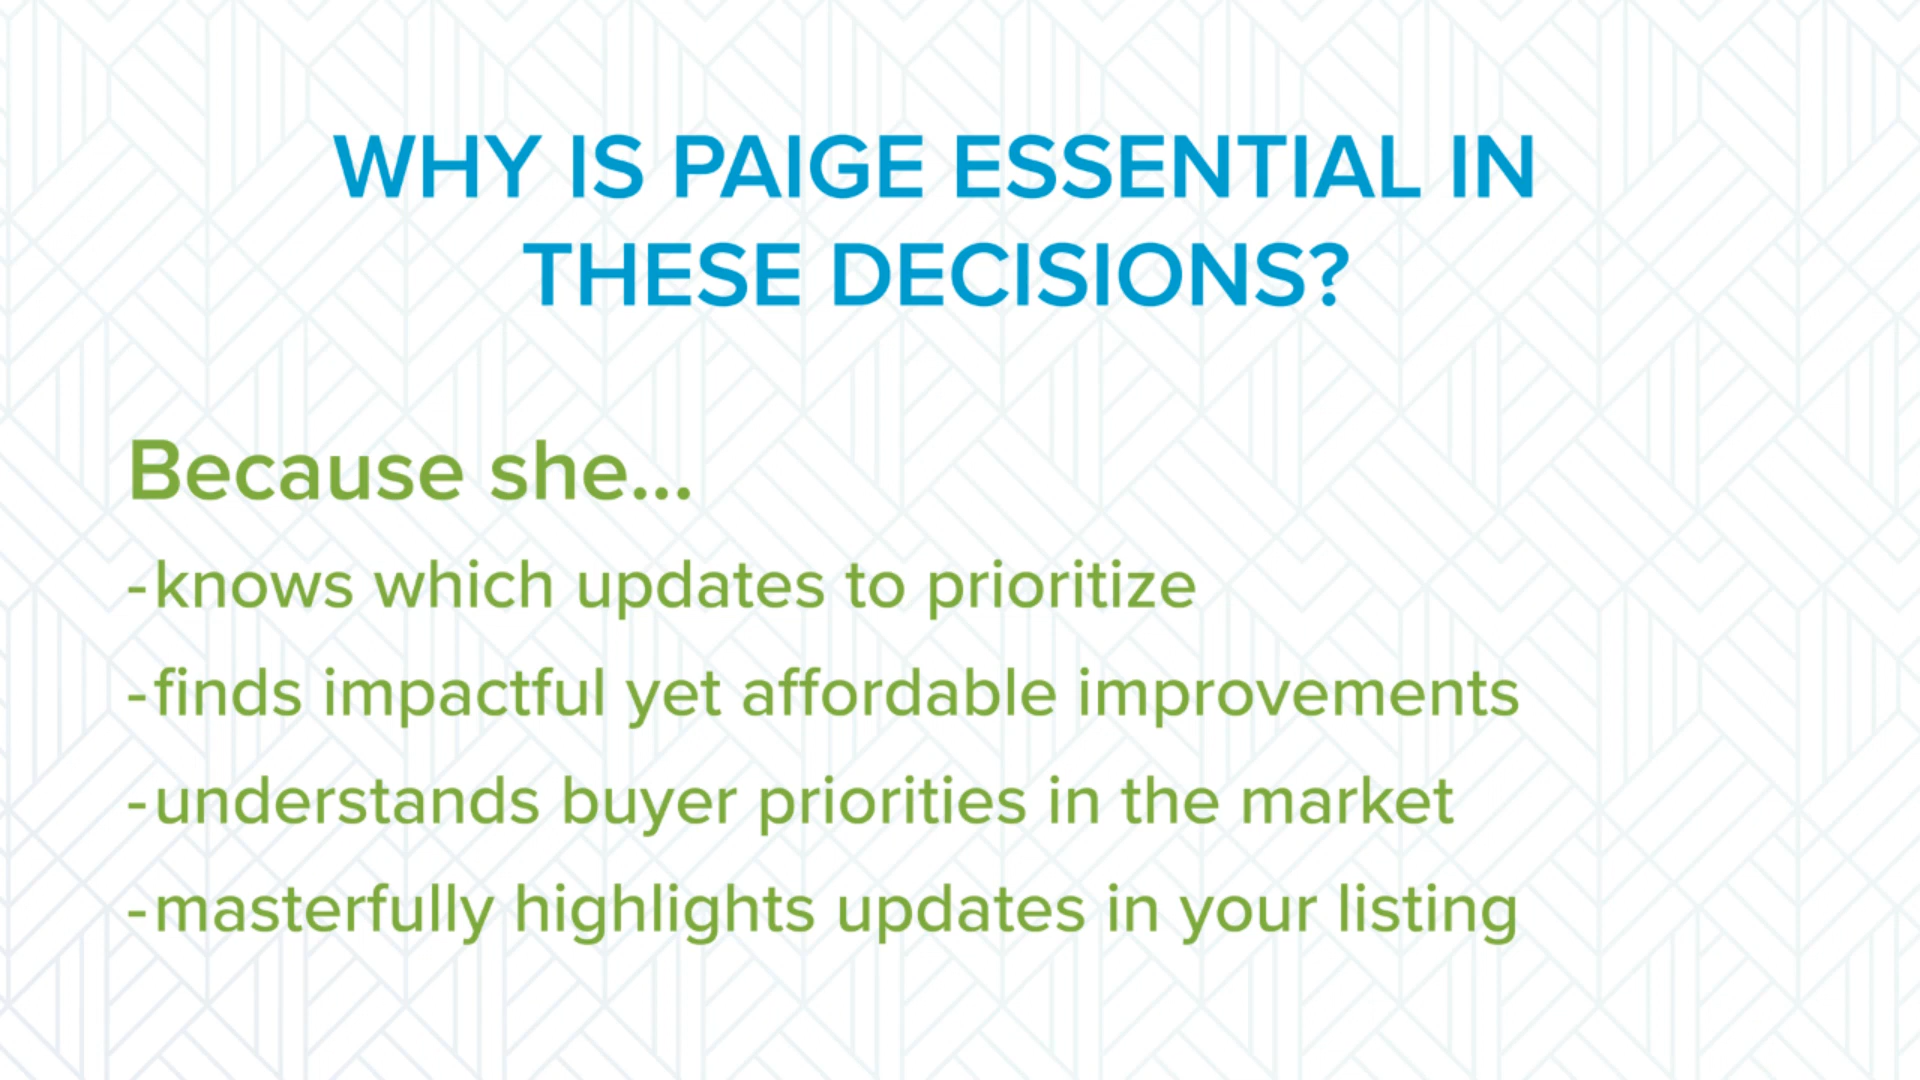 WHY IS PAIGE ESSENTIAL IN
THESE DECISIONS?
Because she...
-knows which updates to prioritize
-finds impactful yet affordable improvements
-understands buyer priorities in the market
-masterfully highlights updates in your listing